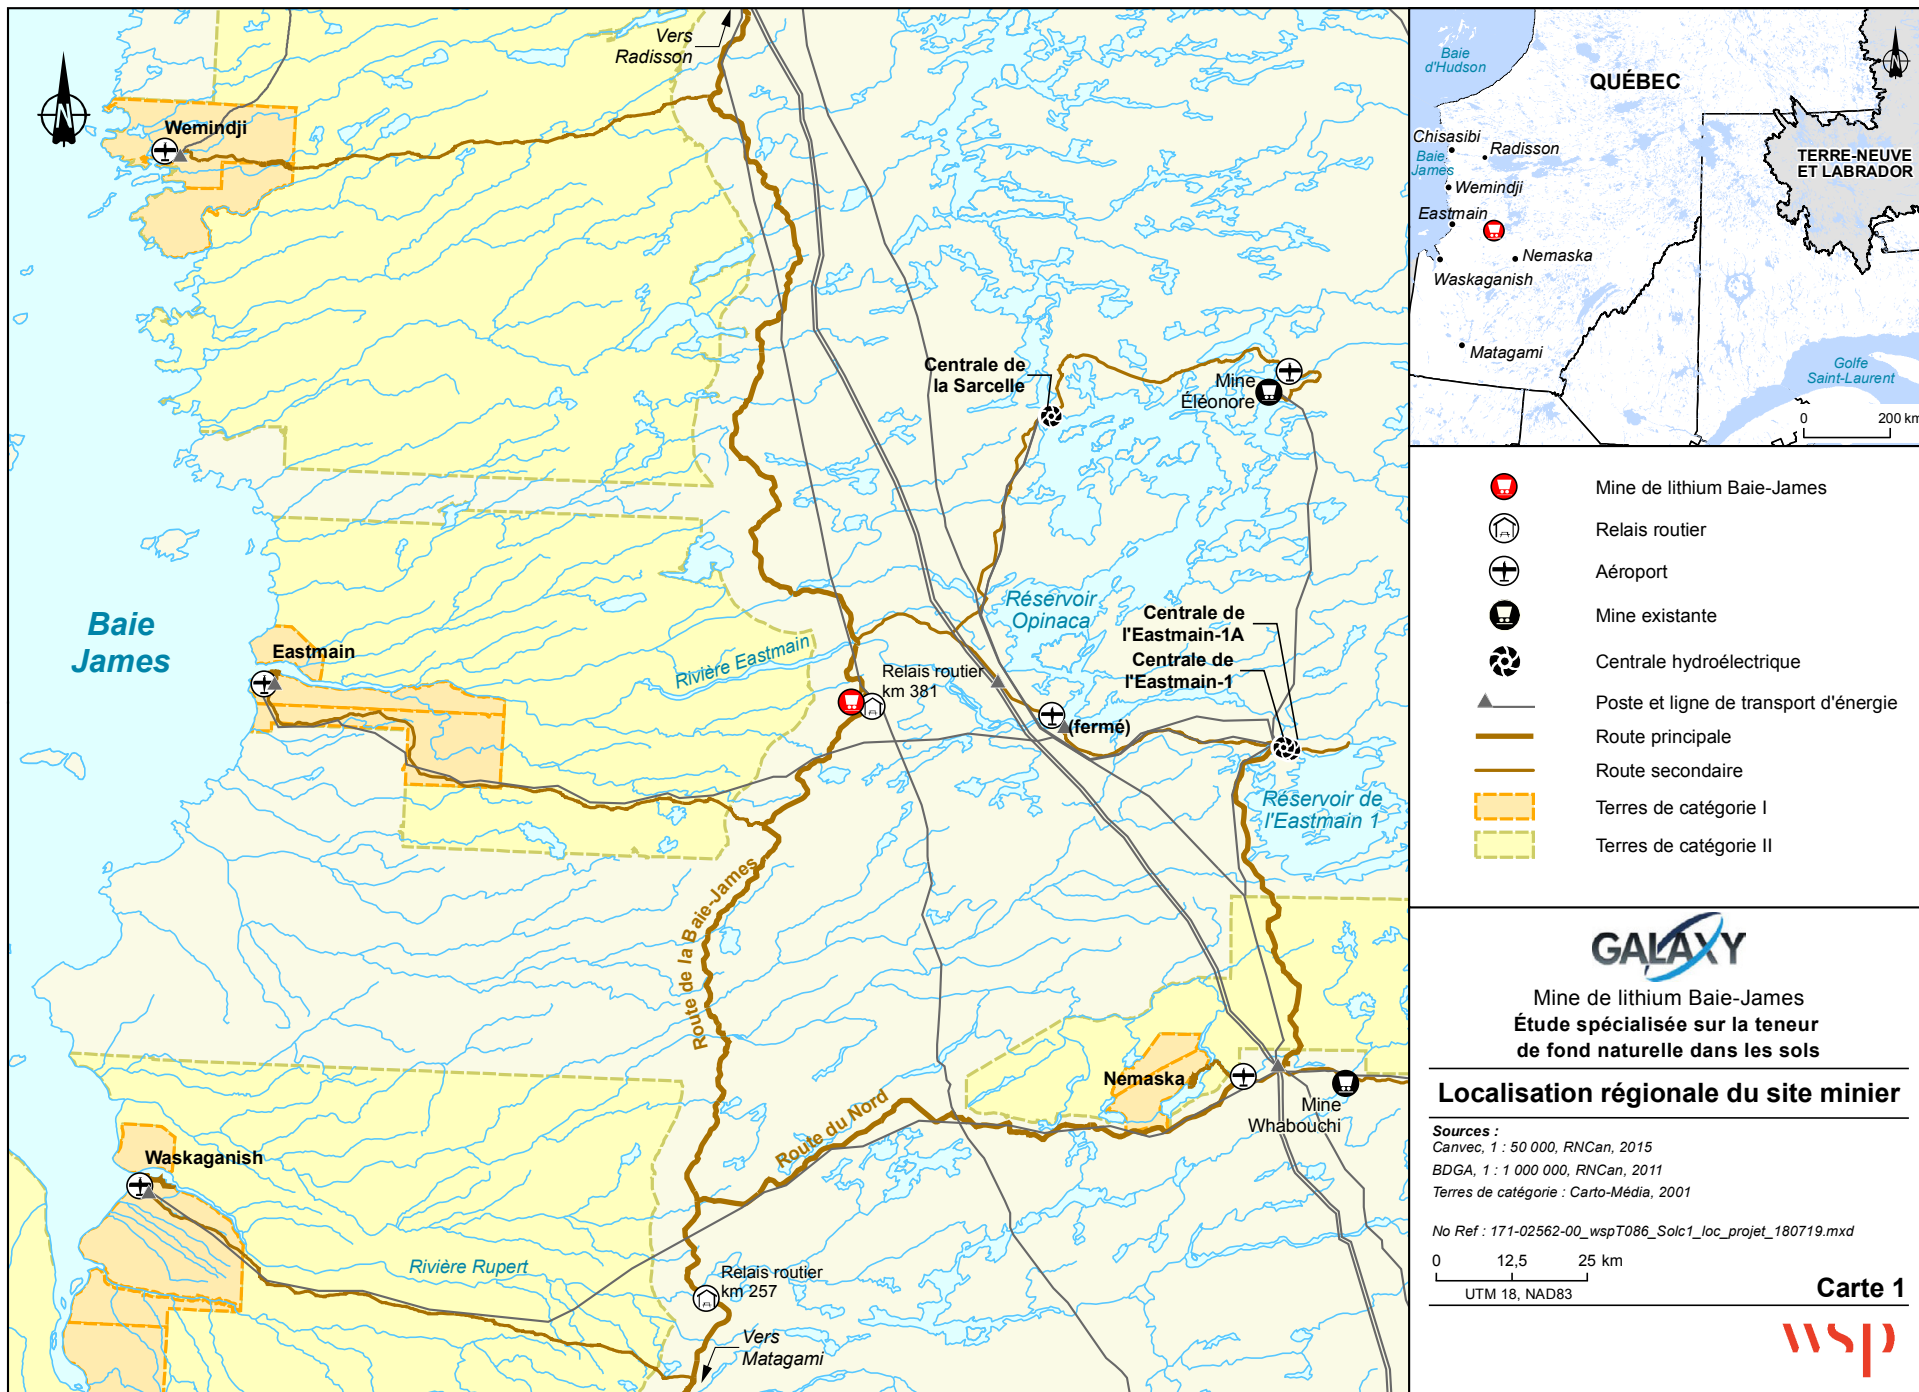 Vers
Radisson
Wemindji
Centrale de
la Sarcelle
Mine
Éléonore
Baie
James
Eastmain
Rivière Eastmain
Réservoir
Opinaca
Centrale de
l'Eastmain-1A
Centrale de
l'Eastmain-1
Relais routier
km 381
(fermé)
Réservoir de
l'Eastmain 1
Route de la Baie-James
Nemaska
Mine
Whabouchi
Route du Nord
Waskaganish
Rivière Rupert
Relais routier
km 257
Vers
Matagami
N
Baie
d'Hudson
QUÉBEC
Chisasibi
Baie
James
Radisson
Wemindji
TERRE-NEUVE
ET LABRADOR
Eastmain
Nemaska
Waskaganish
Matagami
Golfe
Saint-Laurent
0 200 km
N
Mine de lithium Baie-James
Relais routier
Aéroport
Mine existante
Centrale hydroélectrique
Poste et ligne de transport d'énergie
Route principale
Route secondaire
Terres de catégorie I
Terres de catégorie II
GALAXY
Mine de lithium Baie-James
Étude spécialisée sur la teneur
de fond naturelle dans les sols
Localisation régionale du site minier
Sources :
Canvec, 1 : 50 000, RNCan, 2015
BDGA, 1 : 1 000 000, RNCan, 2011
Terres de catégorie : Carto-Média, 2001
No Ref : 171-02562-00_wspT086_Solc1_loc_projet_180719.mxd
0 12,5 25 km
UTM 18, NAD83
Carte 1
wsp